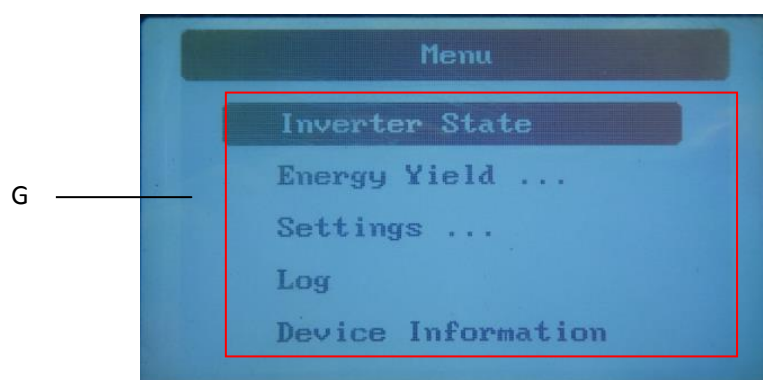 Menu
Inverter State
G
Energy Yield ...
Settings ...
Log
Device Information